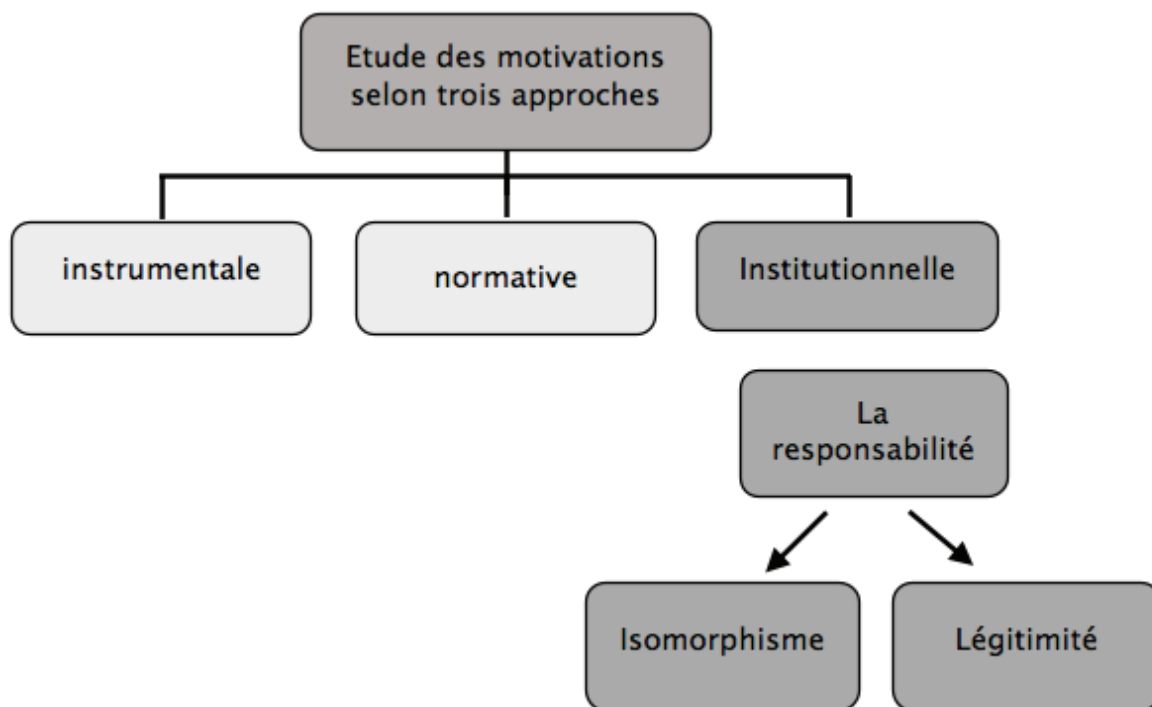 Etude des motivations
selon trois approches
instrumentale
normative
Institutionnelle
La
responsabilité
Isomorphisme
Légitimité